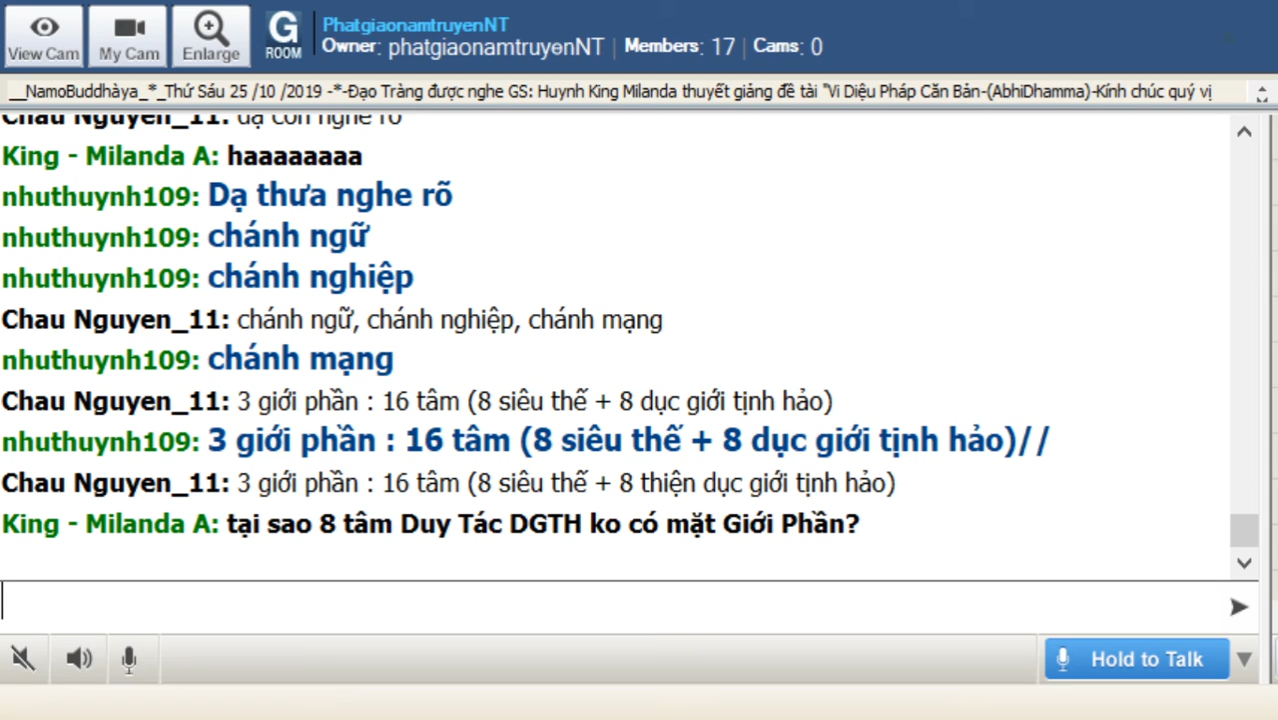 View Cam
My Cam
Enlarge
G
ROOM
PhatgiaonamtruyenNT
Owner: phatgiaonamtruyenNT | Members: 17 | Cams: 0
__NamoBuddhàya_*_Thứ Sáu 25 /10 /2019 -*-Đạo Tràng được nghe GS: Huynh King Milanda thuyết giảng đề tài "Vi Diệu Pháp Căn Bản-(AbhiDhamma)-Kính chúc quý vị
Chau Nguyen_11: dạ con nghe rõ
King - Milanda A: haaaaaaaa
nhuthuynh109: Dạ thưa nghe rõ
nhuthuynh109: chánh ngữ
nhuthuynh109: chánh nghiệp
Chau Nguyen_11: chánh ngữ, chánh nghiệp, chánh mạng
nhuthuynh109: chánh mạng
Chau Nguyen_11: 3 giới phần : 16 tâm (8 siêu thế + 8 dục giới tịnh hảo)
nhuthuynh109: 3 giới phần : 16 tâm (8 siêu thế + 8 dục giới tịnh hảo)//
Chau Nguyen_11: 3 giới phần : 16 tâm (8 siêu thế + 8 thiện dục giới tịnh hảo)
King - Milanda A: tại sao 8 tâm Duy Tác DGTH ko có mặt Giới Phần?
Hold to Talk